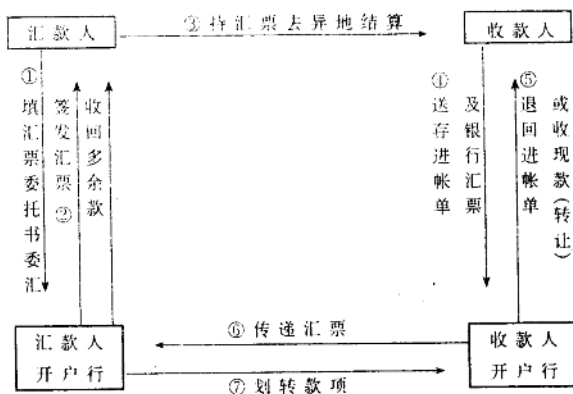 ③持汇票去异地结算
汇款人
收款人
①填汇票委托书委汇
签发汇票②
收回多余款
④送存进帐单
及银行汇票
⑤退回进帐单
或收现款(转让)
汇款人
开户行
⑥传递汇票
⑦划转款项
收款人
开户行